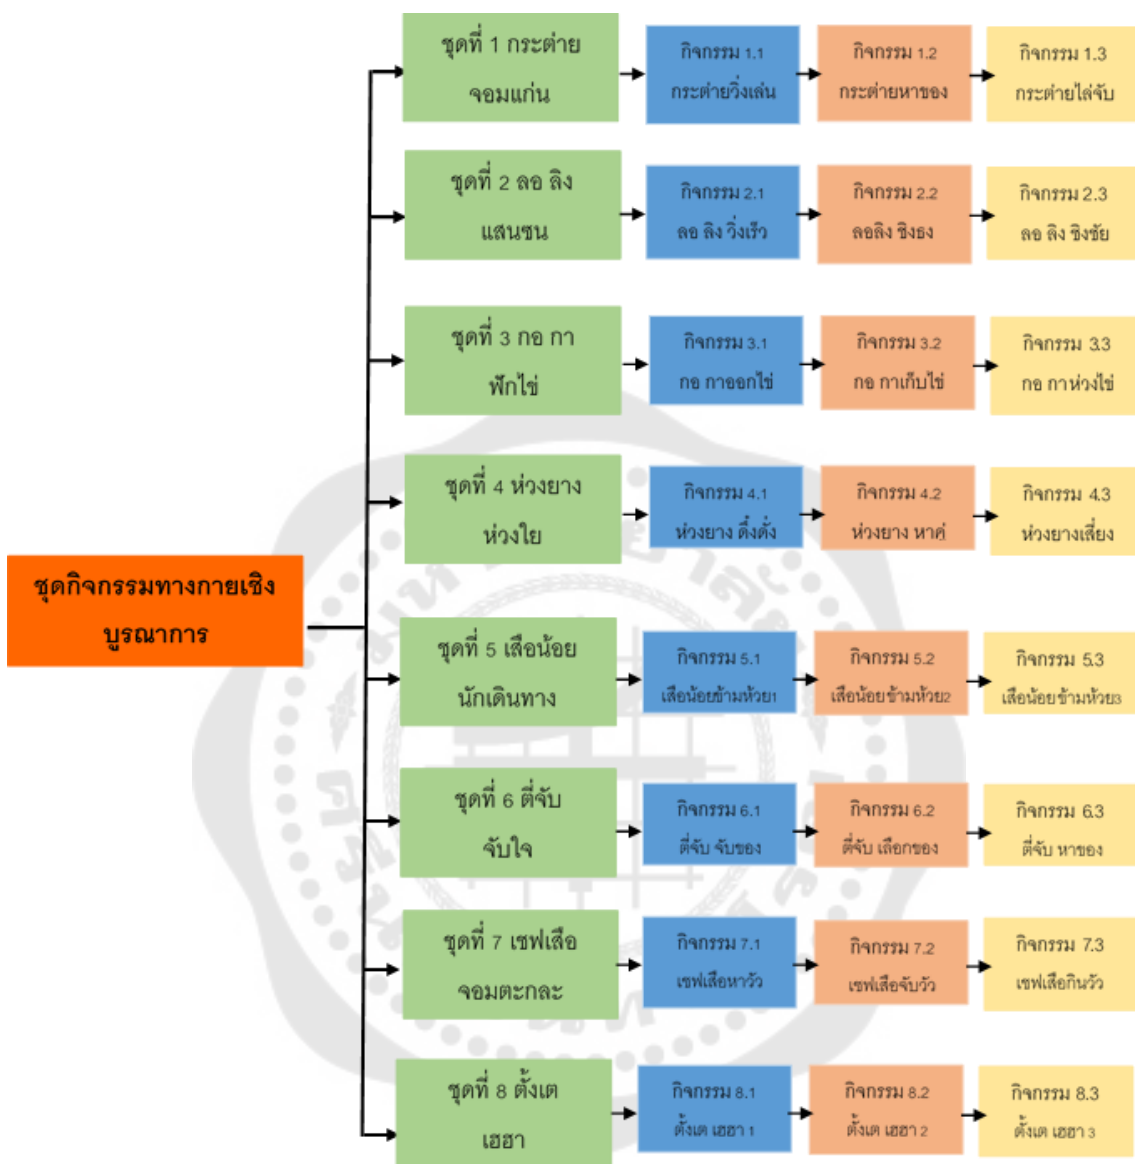 ชุดกิจกรรมทางกายเชิง
บูรณาการ
ชุดที่ 1 กระต่าย
จอมแก่น
กิจกรรม 1.1
กระต่ายวิ่งเล่น
กิจกรรม 1.2
กระต่ายหาของ
กิจกรรม 1.3
กระต่ายไล่จับ
ชุดที่ 2 ลอ ลิง
แสนซน
กิจกรรม 2.1
ลอ ลิง วิ่งเร็ว
กิจกรรม 2.2
ลอลิง ชิงธง
กิจกรรม 2.3
ลอ ลิง ชิงชัย
ชุดที่ 3 กอ กา
ฟักไข่
กิจกรรม 3.1
กอ กาออกไข่
กิจกรรม 3.2
กอ กาเก็บไข่
กิจกรรม 3.3
กอ กาห่วงไข่
ชุดที่ 4 ห่วงยาง
ห่วงใย
กิจกรรม 4.1
ห่วงยาง ดึ๋งดั่ง
กิจกรรม 4.2
ห่วงยาง หาคู่
กิจกรรม 4.3
ห่วงยางเสี่ยง
ชุดที่ 5 เสือน้อย
นักเดินทาง
กิจกรรม 5.1
เสือน้อยข้ามห้วย1
กิจกรรม 5.2
เสือน้อยข้ามห้วย2
กิจกรรม 5.3
เสือน้อยข้ามห้วย3
ชุดที่ 6 ตี่จับ
จับใจ
กิจกรรม 6.1
ตี่จับ จับของ
กิจกรรม 6.2
ตี่จับ เลือกของ
กิจกรรม 6.3
ตี่จับ หาของ
ชุดที่ 7 เชฟเสือ
จอมตะกละ
กิจกรรม 7.1
เชฟเสือหาวัว
กิจกรรม 7.2
เชฟเสือจับวัว
กิจกรรม 7.3
เชฟเสือกินวัว
ชุดที่ 8 ตั้งเต
เฮฮา
กิจกรรม 8.1
ตั้งเต เฮฮา 1
กิจกรรม 8.2
ตั้งเต เฮฮา 2
กิจกรรม 8.3
ตั้งเต เฮฮา 3